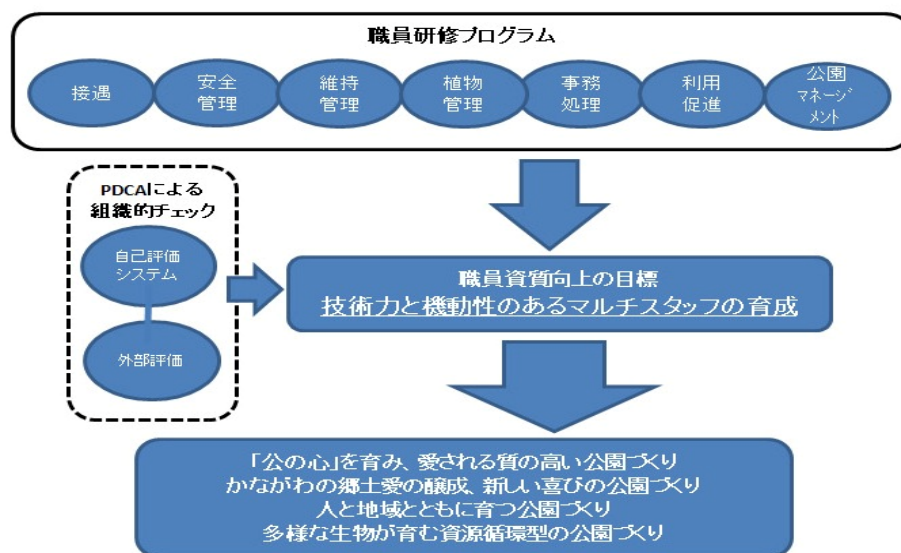 職員研修プログラム
接遇
安全
管理
維持
管理
植物
管理
事務
処理
利用
促進
公園
マネージ
メント
PDCAによる
組織的チェック
自己評価
システム
外部評価
職員資質向上の目標
技術力と機動性のあるマルチスタッフの育成
「公の心」を育み、愛される質の高い公園づくり
かながわの郷土愛の醸成、新しい喜びの公園づくり
人と地域とともに育つ公園づくり
多様な生物が育む資源循環型の公園づくり